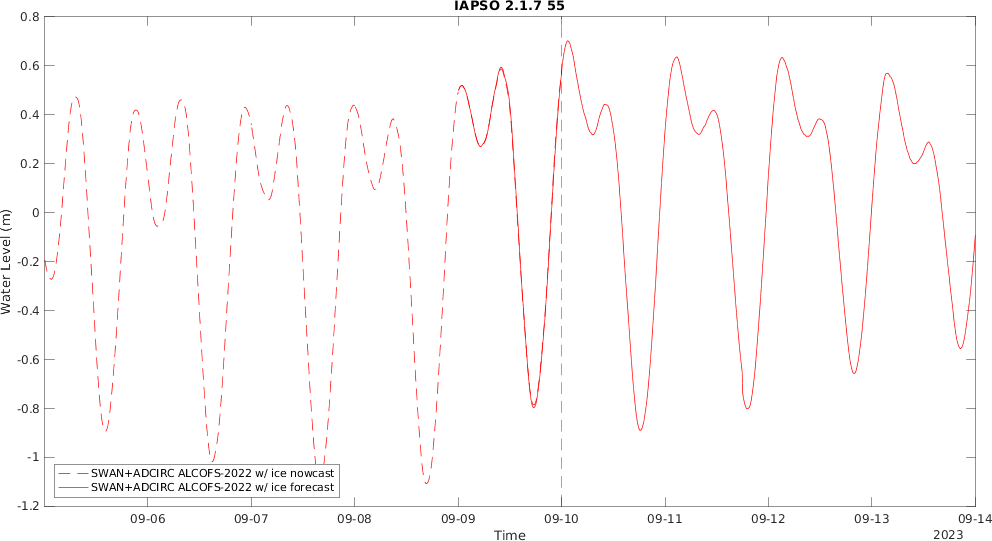 IAPSO 2.1.7 55
0.8
0.6
0.4
0.2
0
-0.2
-0.4
-0.6
-0.8
-1
-1.2
Water Level (m)
SWAN+ADCIRC ALCOFS-2022 w/ ice nowcast
SWAN+ADCIRC ALCOFS-2022 w/ ice forecast
09-06 09-07 09-08 09-09 09-10 09-11 09-12 09-13 09-14
Time
2023